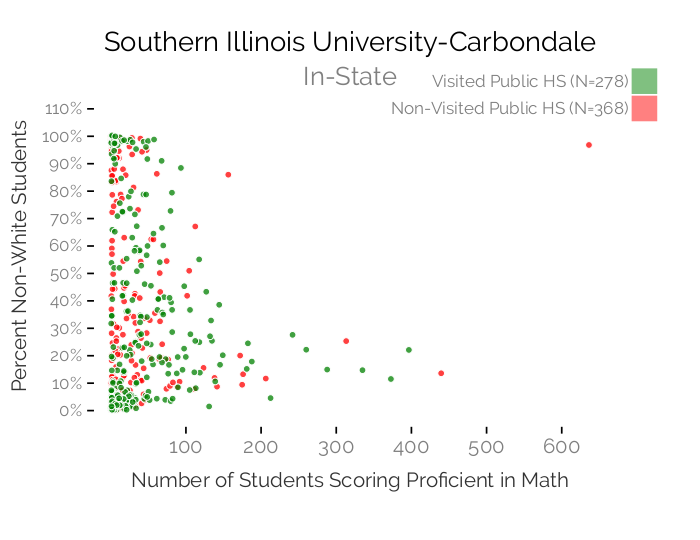 Southern Illinois University-Carbondale
In-State
Visited Public HS (N=278)
Non-Visited Public HS (N=368)
Percent Non-White Students
110%
100%
90%
80%
70%
60%
50%
40%
30%
20%
10%
0%
100 200 300 400 500 600
Number of Students Scoring Proficient in Math